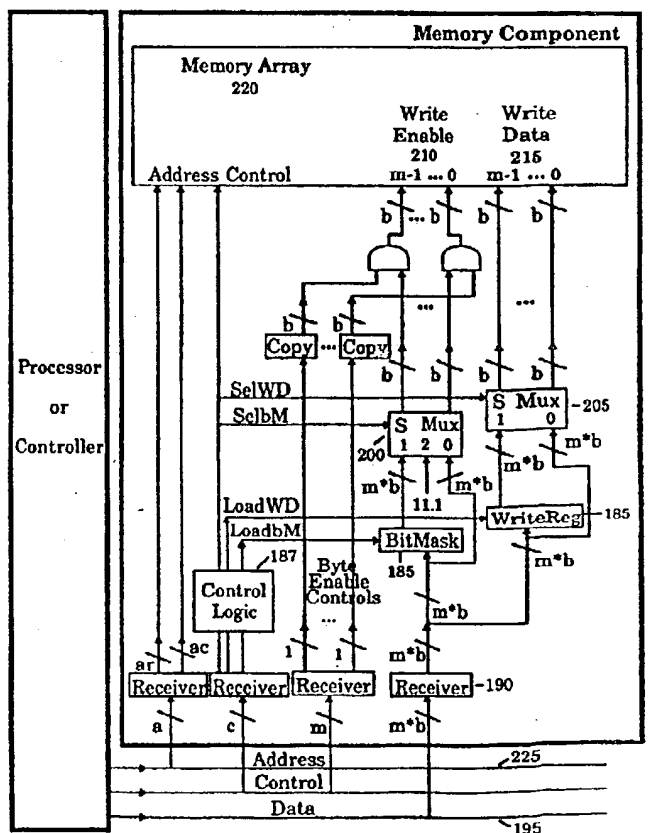 Memory Component
Memory Array
220
Write Enable
210
m-1 ... 0
Write Data
215
m-1 ... 0
Address Control
b ... b b b
... ...
b b
Copy ... Copy
b b b b
Processor
or
Controller
SelWD
SelbM
S Mux
1 0
205
S Mux
1 2 0
200
m*b m*b
m*b m*b
11.1
LoadWD
LoadbM
WriteReg
185
BitMask
185
187
Control
Logic
Byte
Enable
Controls
...
m*b
m*b
ar ac
1 1
m*b
Receiver Receiver Receiver Receiver
190
a c m m*b
Address
225
Control
Data
195